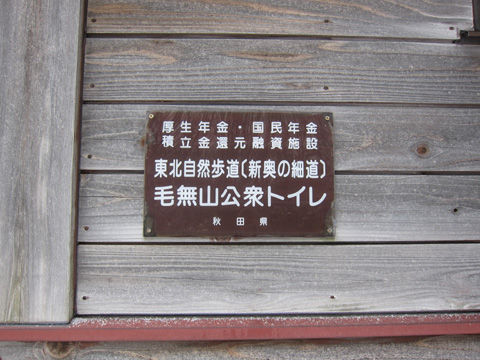 厚生年金・国民年金
積立金還元融資施設
東北自然歩道〔新奥の細道〕
毛無山公衆トイレ
秋田県